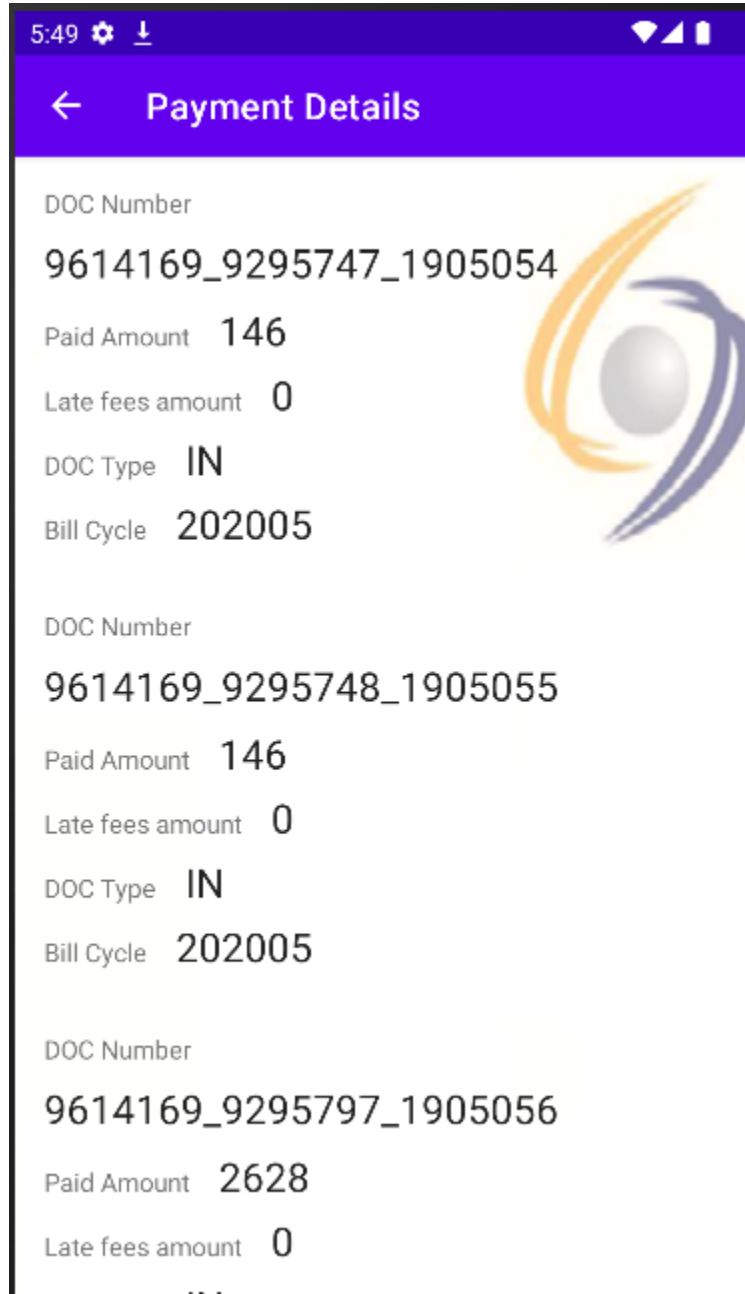 5:49
Payment Details
DOC Number
9614169_9295747_1905054
Paid Amount 146
Late fees amount 0
DOC Type IN
Bill Cycle 202005
DOC Number
9614169_9295748_1905055
Paid Amount 146
Late fees amount 0
DOC Type IN
Bill Cycle 202005
DOC Number
9614169_9295797_1905056
Paid Amount 2628
Late fees amount 0